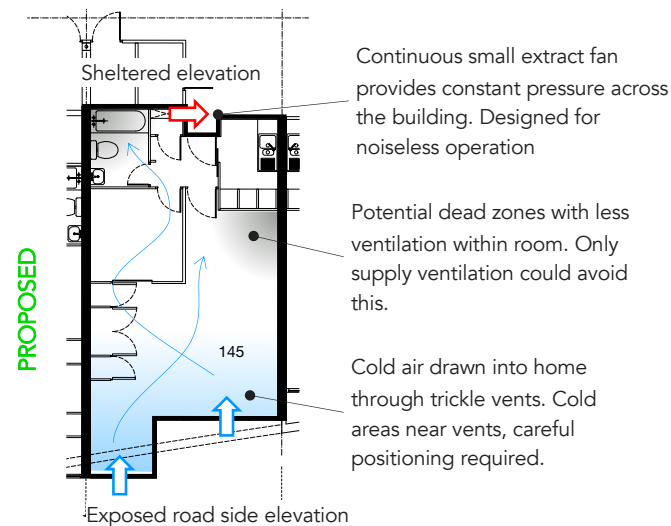 Sheltered elevation
Continuous small extract fan
provides constant pressure across
the building. Designed for
noiseless operation
Potential dead zones with less
ventilation within room. Only
supply ventilation could avoid
this.
PROPOSED
145
Cold air drawn into home
through trickle vents. Cold
areas near vents, careful
positioning required.
Exposed road side elevation